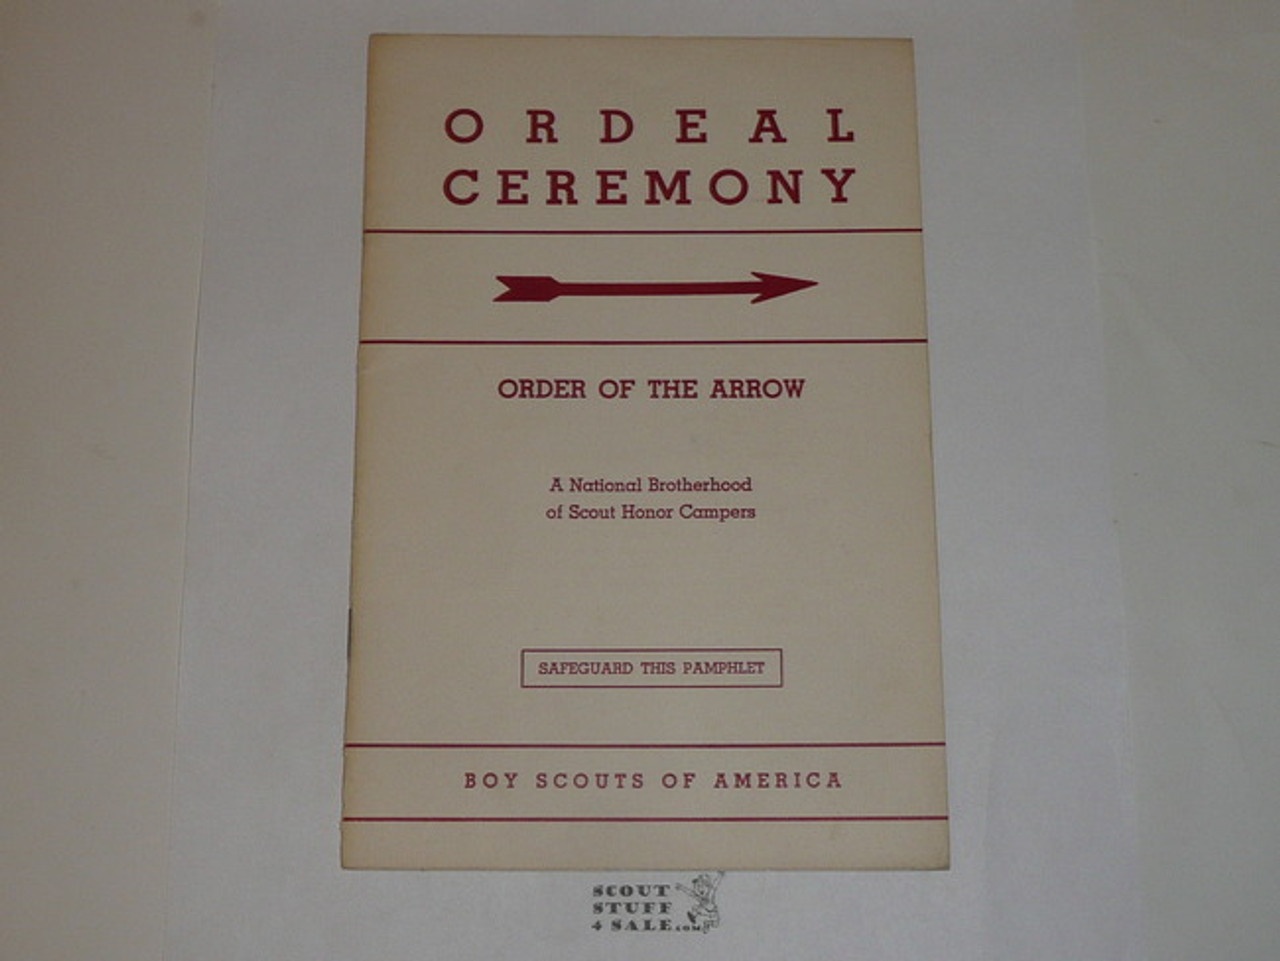 ORDEAL
CEREMONY
ORDER OF THE ARROW
A National Brotherhood
of Scout Honor Campers
SAFEGUARD THIS PAMPHLET
BOY SCOUTS OF AMERICA
SCOUT
STUFF
4 SALE.com